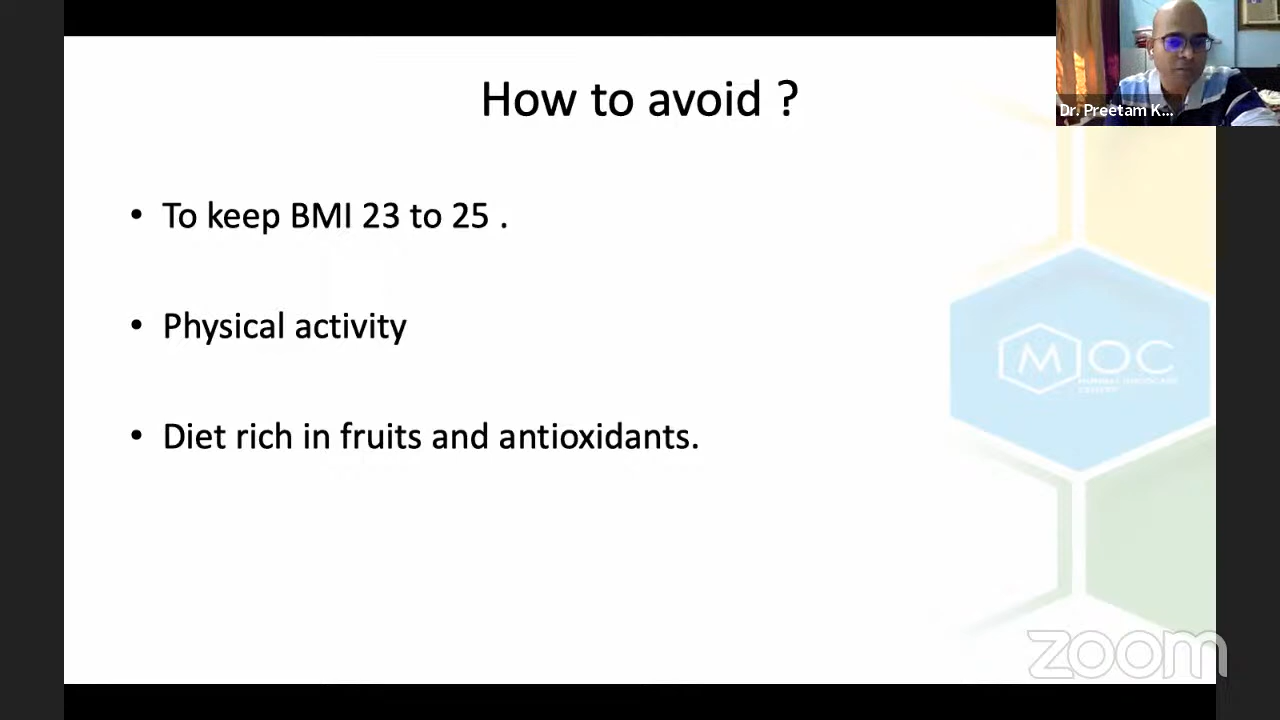 How to avoid ?
Dr. Preetam K...
• To keep BMI 23 to 25 .
• Physical activity
MOC
• Diet rich in fruits and antioxidants.
zoom